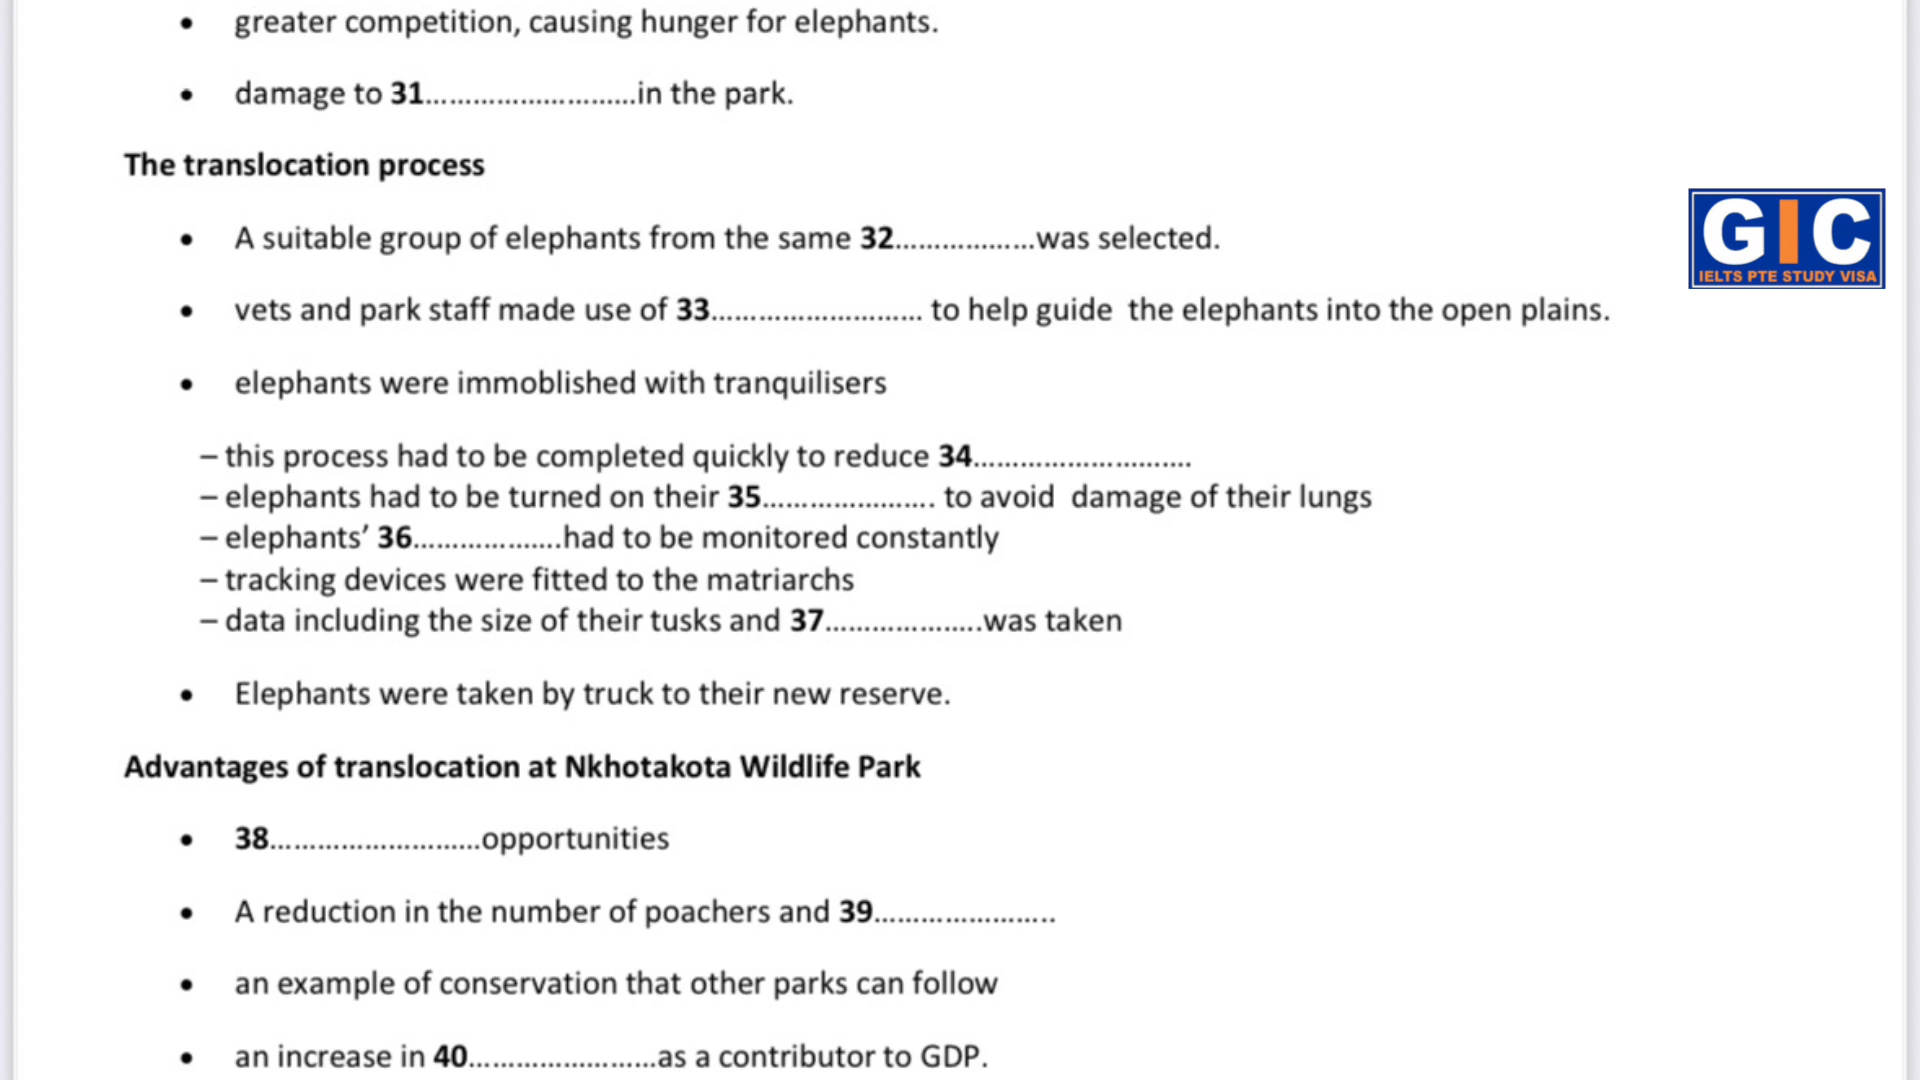 • greater competition, causing hunger for elephants.
• damage to 31...........................in the park.
The translocation process
• A suitable group of elephants from the same 32..................was selected.
• vets and park staff made use of 33........................... to help guide the elephants into the open plains.
• elephants were immoblished with tranquilisers
– this process had to be completed quickly to reduce 34............................
– elephants had to be turned on their 35...................... to avoid damage of their lungs
– elephants’ 36...................had to be monitored constantly
– tracking devices were fitted to the matriarchs
– data including the size of their tusks and 37....................was taken
• Elephants were taken by truck to their new reserve.
Advantages of translocation at Nkhotakota Wildlife Park
• 38...........................opportunities
• A reduction in the number of poachers and 39.......................
• an example of conservation that other parks can follow
• an increase in 40........................as a contributor to GDP.
GIC
IELTS PTE STUDY VISA